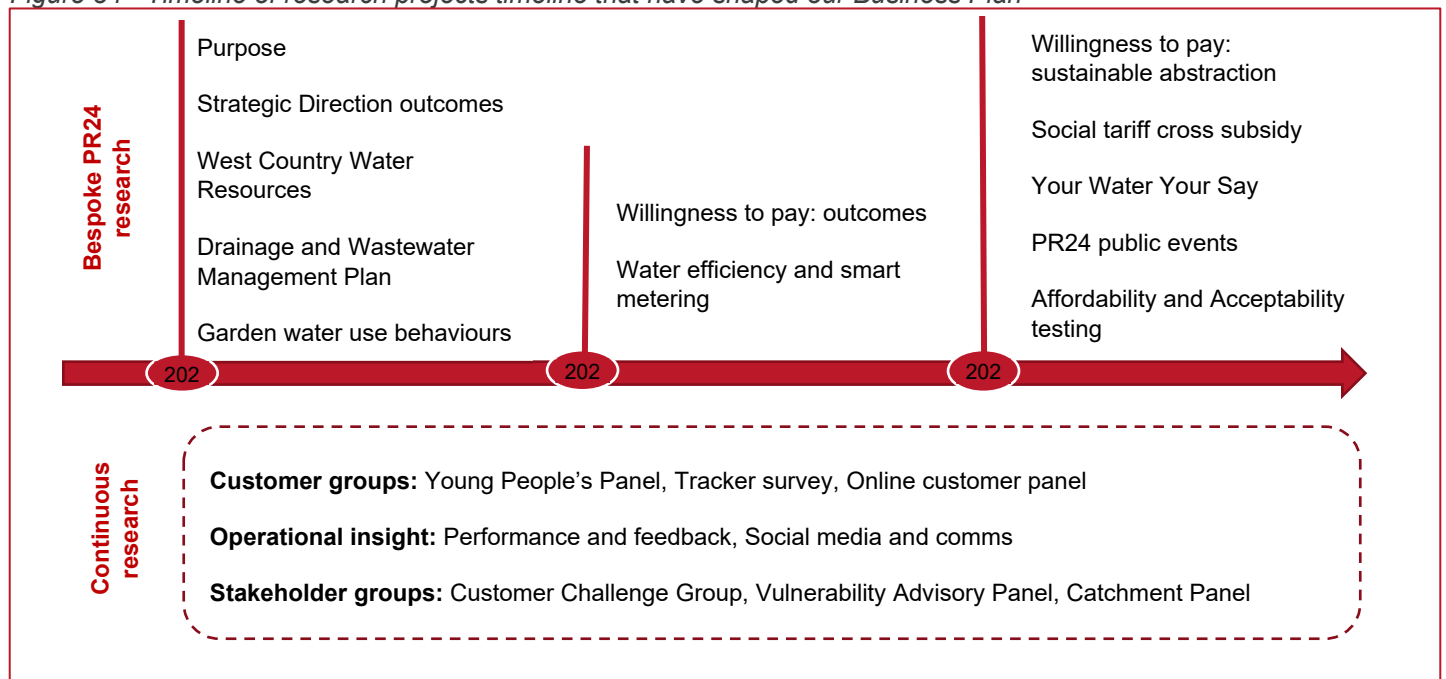 Purpose
Strategic Direction outcomes
West Country Water
Resources
Drainage and Wastewater
Management Plan
Garden water use behaviours
Willingness to pay: outcomes
Water efficiency and smart
metering
Willingness to pay:
sustainable abstraction
Social tariff cross subsidy
Your Water Your Say
PR24 public events
Affordability and Acceptability
testing
Bespoke PR24
research
202
202
202
Continuous
research
Customer groups: Young People’s Panel, Tracker survey, Online customer panel
Operational insight: Performance and feedback, Social media and comms
Stakeholder groups: Customer Challenge Group, Vulnerability Advisory Panel, Catchment Panel